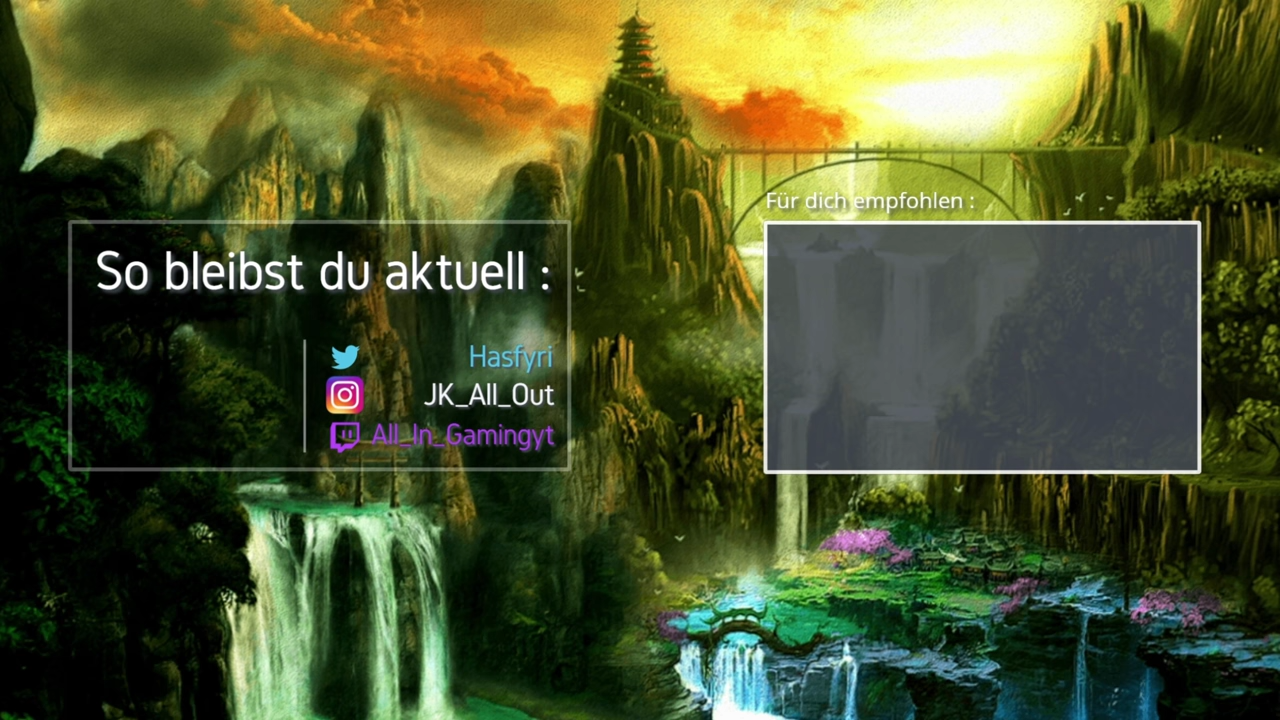 Für dich empfohlen :
So bleibst du aktuell :
Hasfyri
JK_All_Out
All_In_Gamingyt